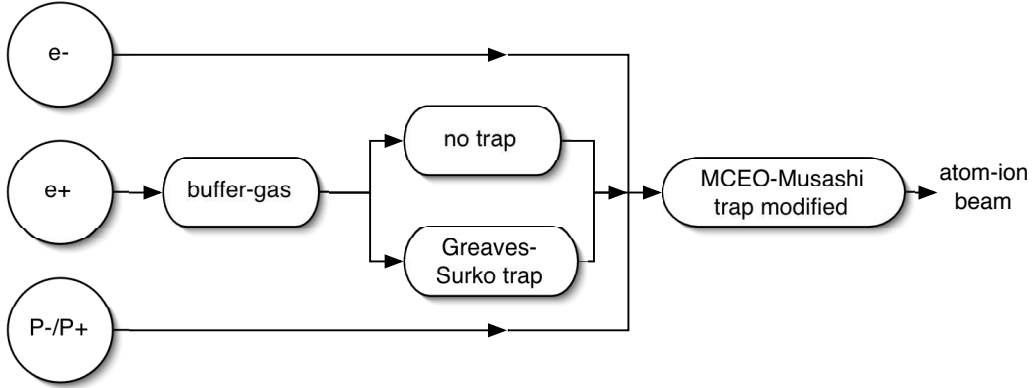 e-
no trap
e+
buffer-gas
MCEO-Musashi
trap modified
atom-ion
beam
Greaves-
Surko trap
P-/P+